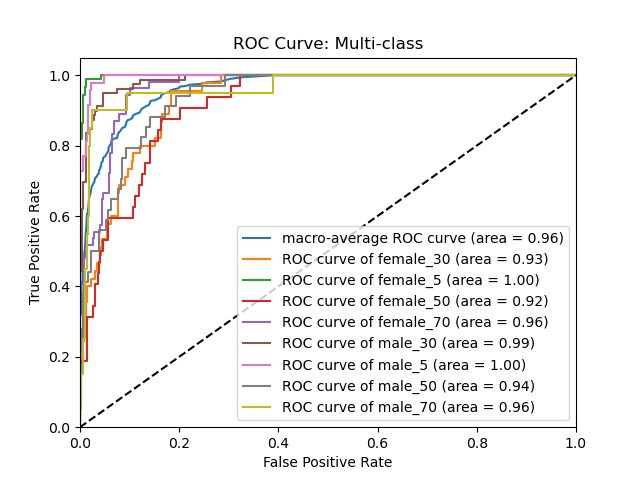 ROC Curve: Multi-class
True Positive Rate
1.0
0.8
0.6
0.4
0.2
0.0
macro-average ROC curve (area = 0.96)
ROC curve of female_30 (area = 0.93)
ROC curve of female_5 (area = 1.00)
ROC curve of female_50 (area = 0.92)
ROC curve of female_70 (area = 0.96)
ROC curve of male_30 (area = 0.99)
ROC curve of male_5 (area = 1.00)
ROC curve of male_50 (area = 0.94)
ROC curve of male_70 (area = 0.96)
0.0 0.2 0.4 0.6 0.8 1.0
False Positive Rate